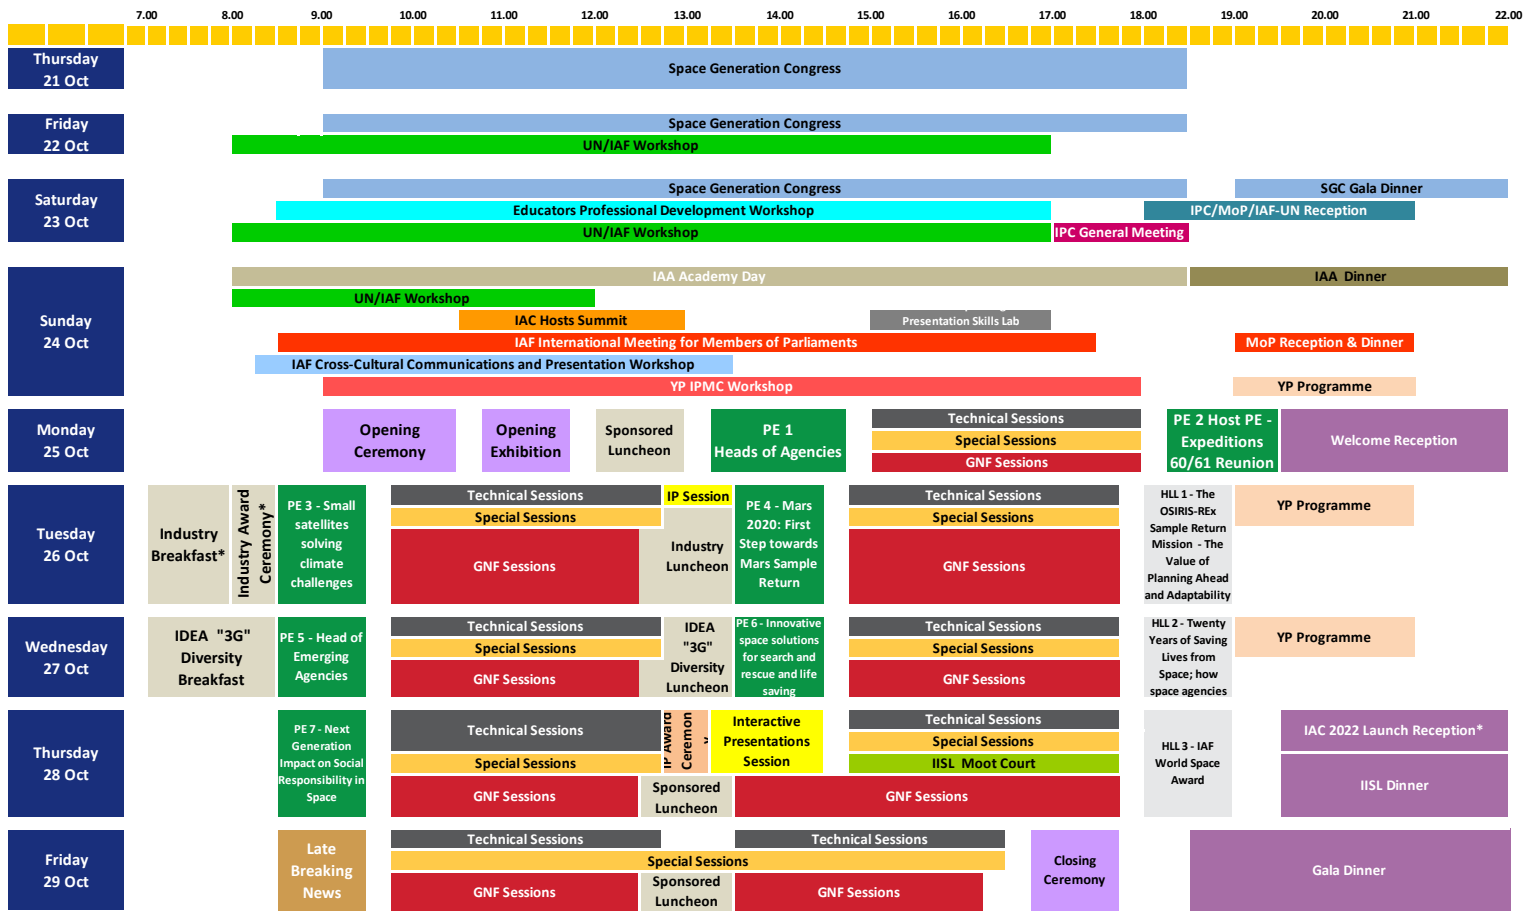 7.00 8.00 9.00 10.00 11.00 12.00 13.00 14.00 15.00 16.00 17.00 18.00 19.00 20.00 21.00 22.00
Thursday
21 Oct
Space Generation Congress
Friday
22 Oct
Space Generation Congress
UN/IAF Workshop
Saturday
23 Oct
Space Generation Congress
SGC Gala Dinner
Educators Professional Development Workshop
IPC/MoP/IAF-UN Reception
UN/IAF Workshop
IPC General Meeting
Sunday
24 Oct
IAA Academy Day
IAA Dinner
UN/IAF Workshop
IAC Hosts Summit
Presentation Skills Lab
IAF International Meeting for Members of Parliaments
MoP Reception & Dinner
IAF Cross-Cultural Communications and Presentation Workshop
YP IPMC Workshop
YP Programme
Monday
25 Oct
Opening
Ceremony
Opening
Exhibition
Sponsored
Luncheon
PE 1
Heads of Agencies
Technical Sessions
Special Sessions
GNF Sessions
PE 2 Host PE -
Expeditions
60/61 Reunion
Welcome Reception
Tuesday
26 Oct
Industry
Breakfast*
Industry Award
Ceremony*
PE 3 - Small
satellites
solving
climate
challenges
Technical Sessions
Special Sessions
GNF Sessions
IP Session
Industry
Luncheon
PE 4 - Mars
2020: First
Step towards
Mars Sample
Return
Technical Sessions
Special Sessions
GNF Sessions
HLL 1 - The
OSIRIS-REx
Sample Return
Mission - The
Value of
Planning Ahead
and Adaptability
YP Programme
Wednesday
27 Oct
IDEA "3G"
Diversity
Breakfast
PE 5 - Head of
Emerging
Agencies
Technical Sessions
Special Sessions
GNF Sessions
IDEA
"3G"
Diversity
Luncheon
PE 6 - Innovative
space solutions
for search and
rescue and life
saving
Technical Sessions
Special Sessions
GNF Sessions
HLL 2 - Twenty
Years of Saving
Lives from
Space; how
space agencies
YP Programme
Thursday
28 Oct
PE 7 - Next
Generation
Impact on Social
Responsibility in
Space
Technical Sessions
Special Sessions
GNF Sessions
IP Award
Ceremon
Sponsored
Luncheon
Interactive
Presentations
Session
Technical Sessions
Special Sessions
IISL Moot Court
GNF Sessions
HLL 3 - IAF
World Space
Award
IAC 2022 Launch Reception*
IISL Dinner
Friday
29 Oct
Late
Breaking
News
Technical Sessions
Technical Sessions
Special Sessions
GNF Sessions
Sponsored
Luncheon
GNF Sessions
Closing
Ceremony
Gala Dinner